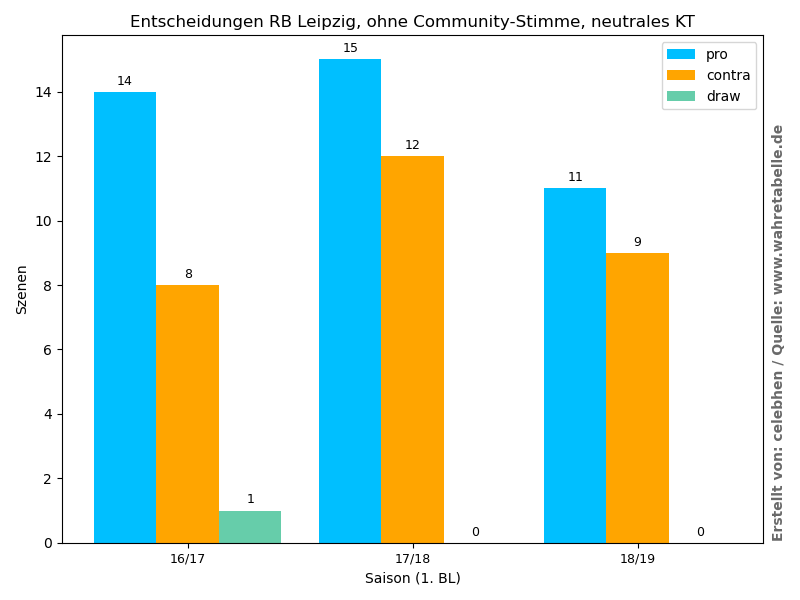 Entscheidungen RB Leipzig, ohne Community-Stimme, neutrales KT
pro
contra
draw
14
8
1
15
12
0
11
9
0
14
12
10
8
6
4
2
0
Szenen
16/17
17/18
18/19
Saison (1. BL)
Erstellt von: celebhen / Quelle: www.wahretabelle.de